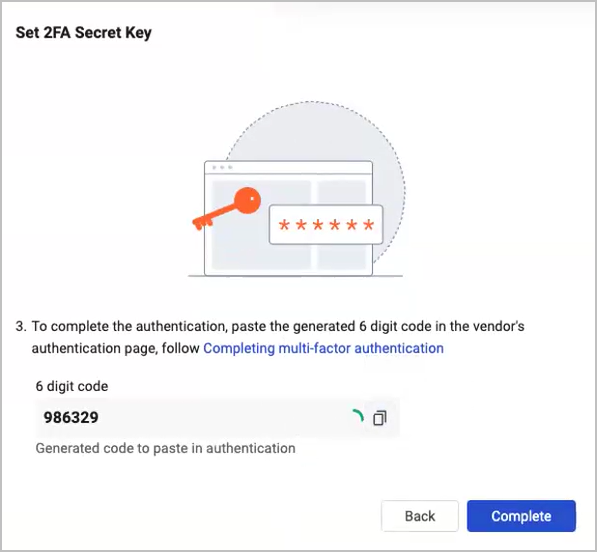 Set 2FA Secret Key
******
3. To complete the authentication, paste the generated 6 digit code in the vendor's
authentication page, follow Completing multi-factor authentication
6 digit code
986329
Generated code to paste in authentication
Back
Complete